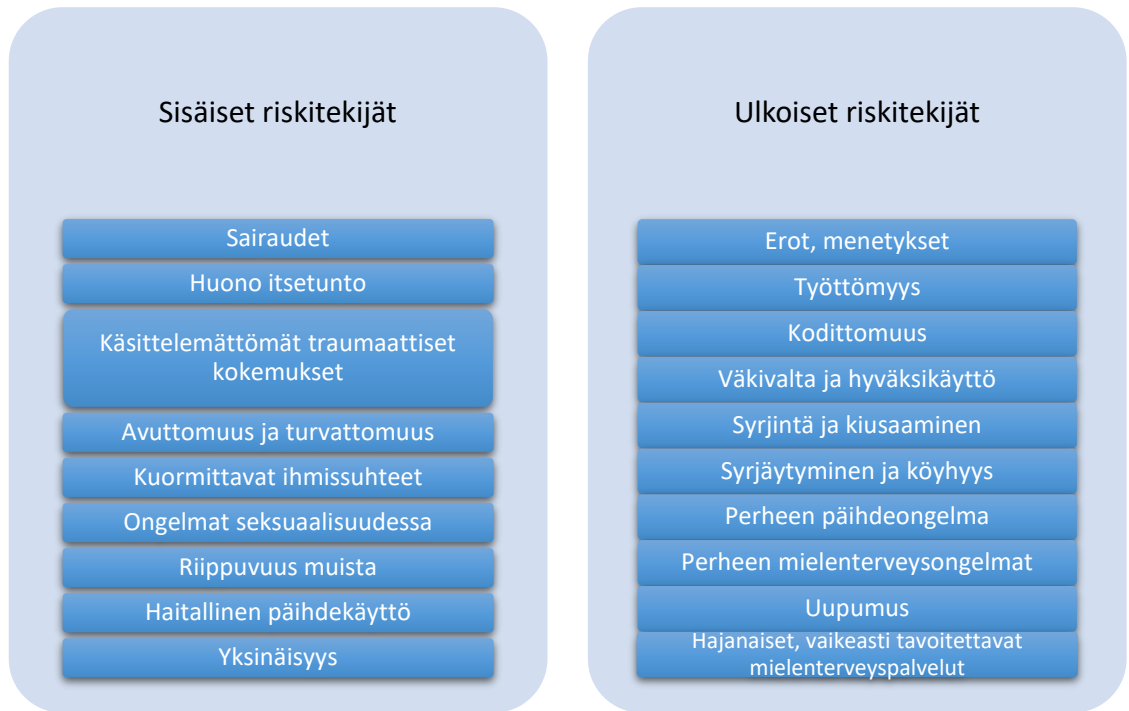 Sisäiset riskitekijät
Sairaudet
Huono itsetunto
Käsittelemättömät traumaattiset
kokemukset
Avuttomuus ja turvattomuus
Kuormittavat ihmissuhteet
Ongelmat seksuaalisuudessa
Riippuvuus muista
Haitallinen päihdekäyttö
Yksinäisyys
Ulkoiset riskitekijät
Erot, menetykset
Työttömyys
Kodittomuus
Väkivalta ja hyväksikäyttö
Syrjintä ja kiusaaminen
Syrjäytyminen ja köyhyys
Perheen päihdeongelma
Perheen mielenterveysongelmat
Uupumus
Hajanaiset, vaikeasti tavoitettavat
mielenterveyspalvelut